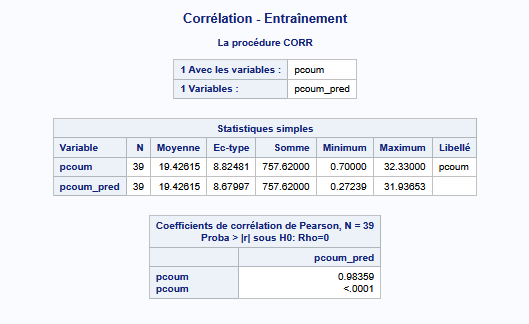 Corrélation - Entraînement
La procédure CORR
1 Avec les variables : pcoum
1 Variables : pcoum_pred
Statistiques simples
Variable N Moyenne Ec-type Somme Minimum Maximum Libellé
pcoum 39 19.42615 8.82481 757.62000 0.70000 32.33000 pcoum
pcoum_pred 39 19.42615 8.67997 757.62000 0.27239 31.93653
Coefficients de corrélation de Pearson, N = 39
Proba > |r| sous H0: Rho=0
pcoum_pred
pcoum 0.98359
pcoum <.0001